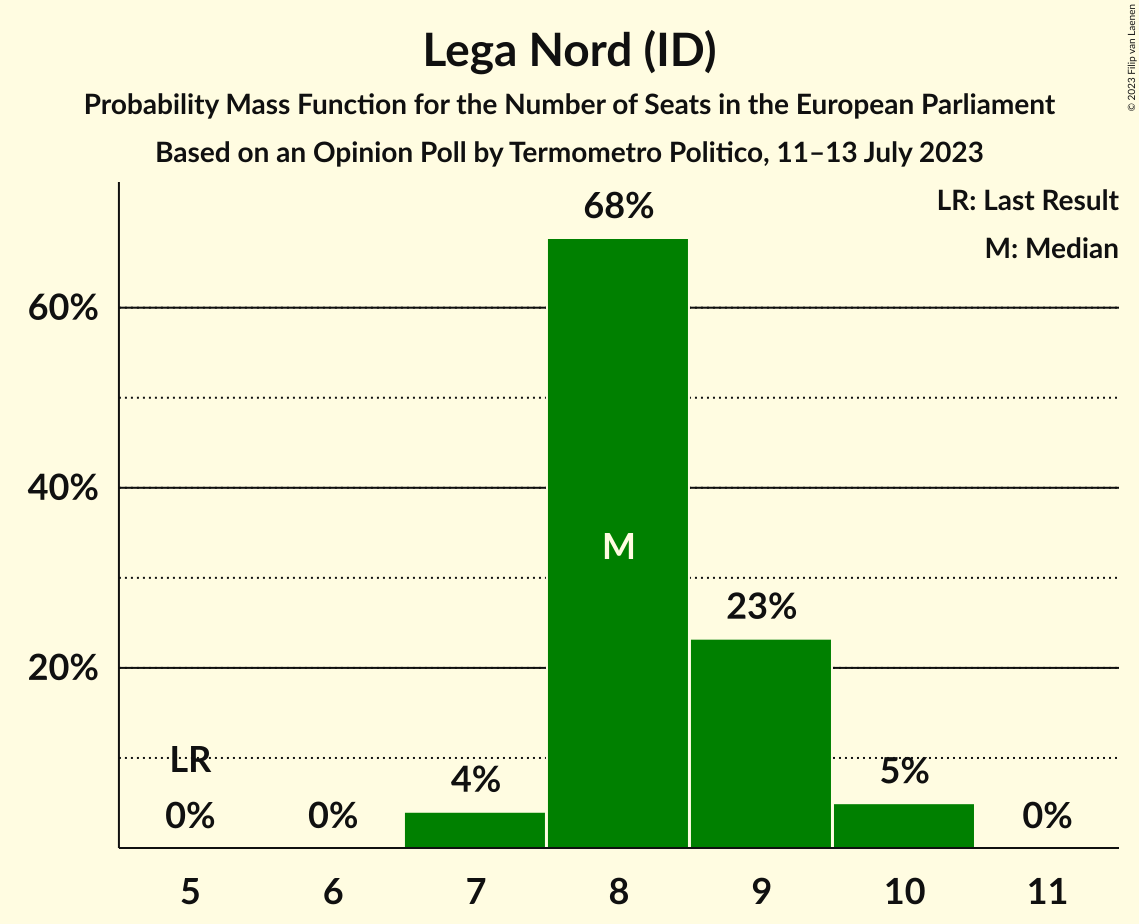 Lega Nord (ID)
Probability Mass Function for the Number of Seats in the European Parliament
Based on an Opinion Poll by Termometro Politico, 11–13 July 2023
© 2023 Filip van Laenen
LR: Last Result
M: Median
68%
60%
40%
M
23%
20%
LR
4%
5%
0%
0%
0%
5
6
7
8
9
10
11